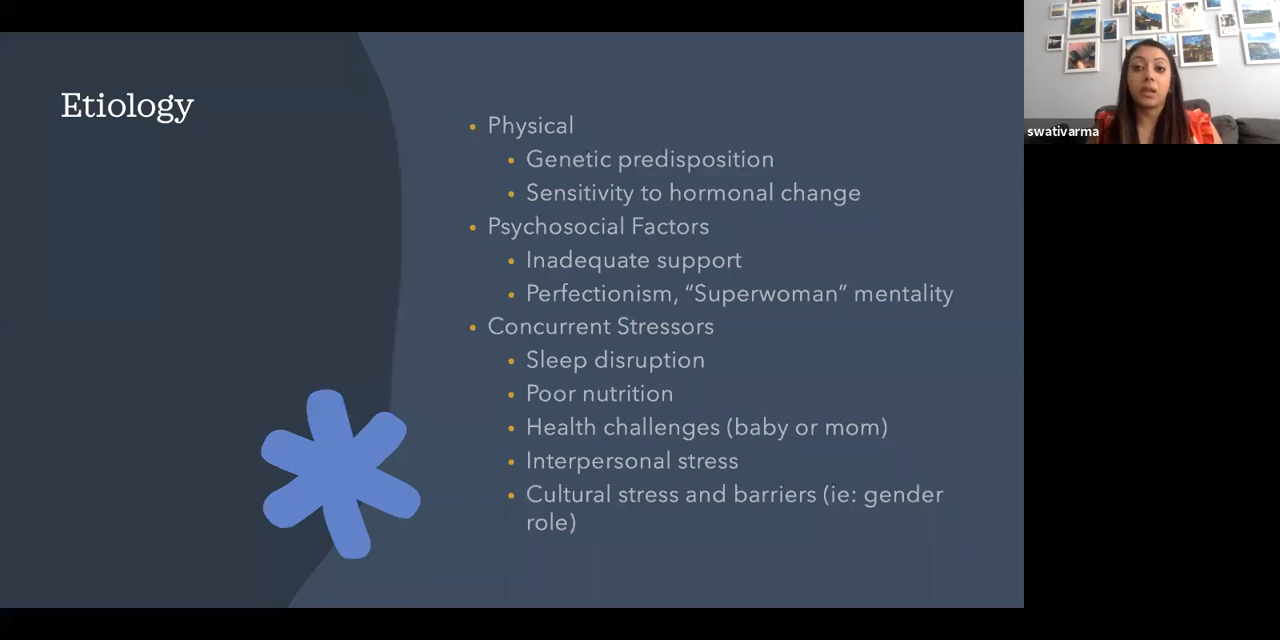 Etiology
• Physical
• Genetic predisposition
• Sensitivity to hormonal change
• Psychosocial Factors
• Inadequate support
• Perfectionism, “Superwoman” mentality
• Concurrent Stressors
• Sleep disruption
• Poor nutrition
• Health challenges (baby or mom)
• Interpersonal stress
• Cultural stress and barriers (ie: gender
role)
swativarma